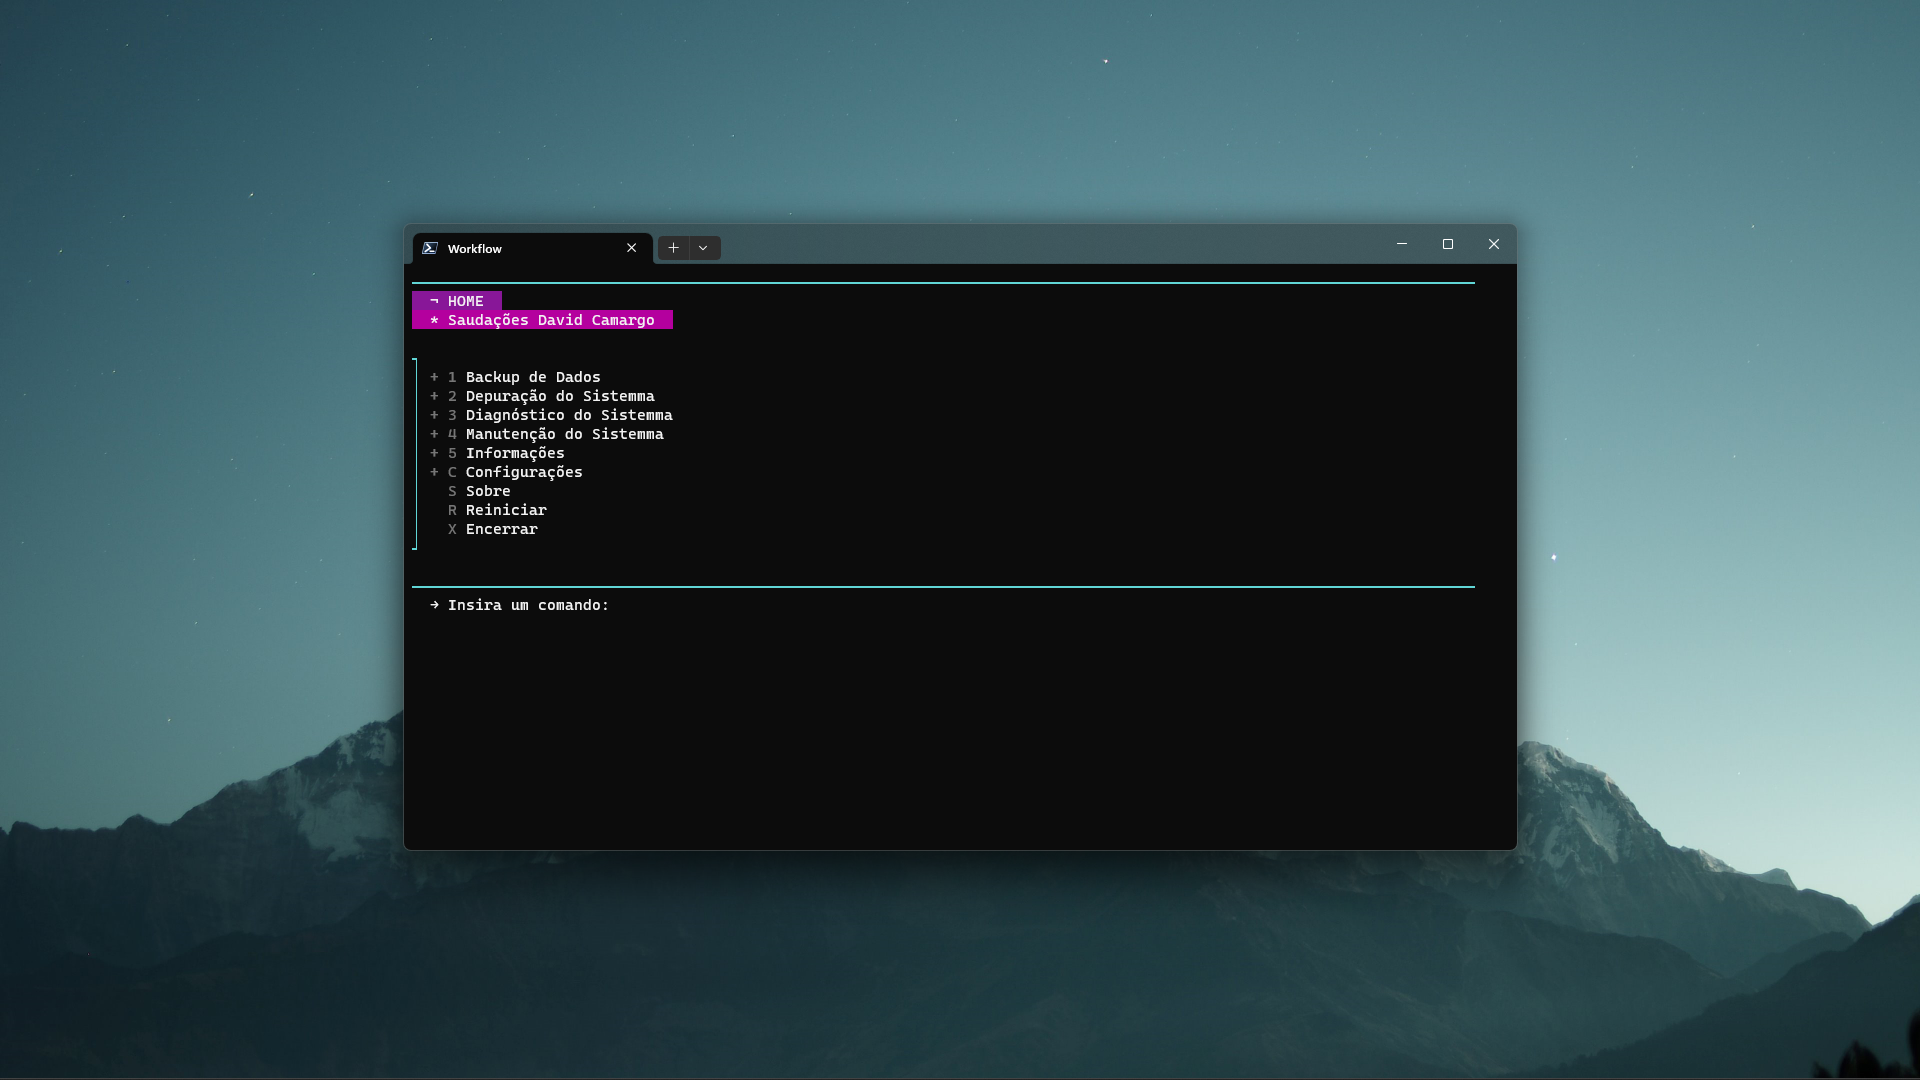 Workflow
¬ HOME
* Saudações David Camargo
+ 1 Backup de Dados
+ 2 Depuração do Sistemma
+ 3 Diagnóstico do Sistemma
+ 4 Manutenção do Sistemma
+ 5 Informações
+ C Configurações
S Sobre
R Reiniciar
X Encerrar
→ Insira um comando: